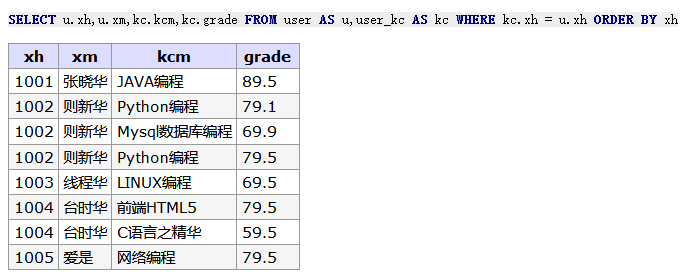 SELECT u.xh,u.xm,kc.kcm,kc.grade FROM user AS u,user_kc AS kc WHERE kc.xh = u.xh ORDER BY xh
xh xm kcm grade
1001 张晓华 JAVA编程 89.5
1002 则新华 Python编程 79.1
1002 则新华 Mysql数据库编程 69.9
1002 则新华 Python编程 79.5
1003 线程华 LINUX编程 69.5
1004 台时华 前端HTML5 79.5
1004 台时华 C语言之精华 59.5
1005 爱是 网络编程 79.5